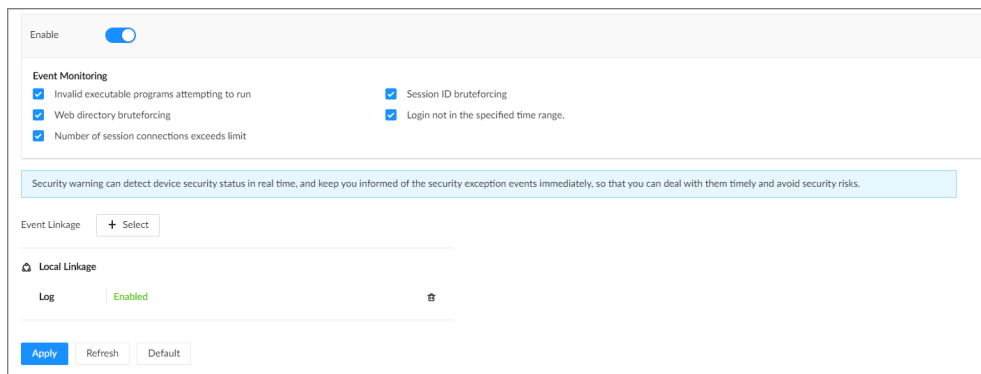 Enable
Event Monitoring
Invalid executable programs attempting to run
Session ID bruteforcing
Web directory bruteforcing
Login not in the specified time range.
Number of session connections exceeds limit
Security warning can detect device security status in real time, and keep you informed of the security exception events immediately, so that you can deal with them timely and avoid security risks.
Event Linkage + Select
Local Linkage
Log Enabled
Apply Refresh Default